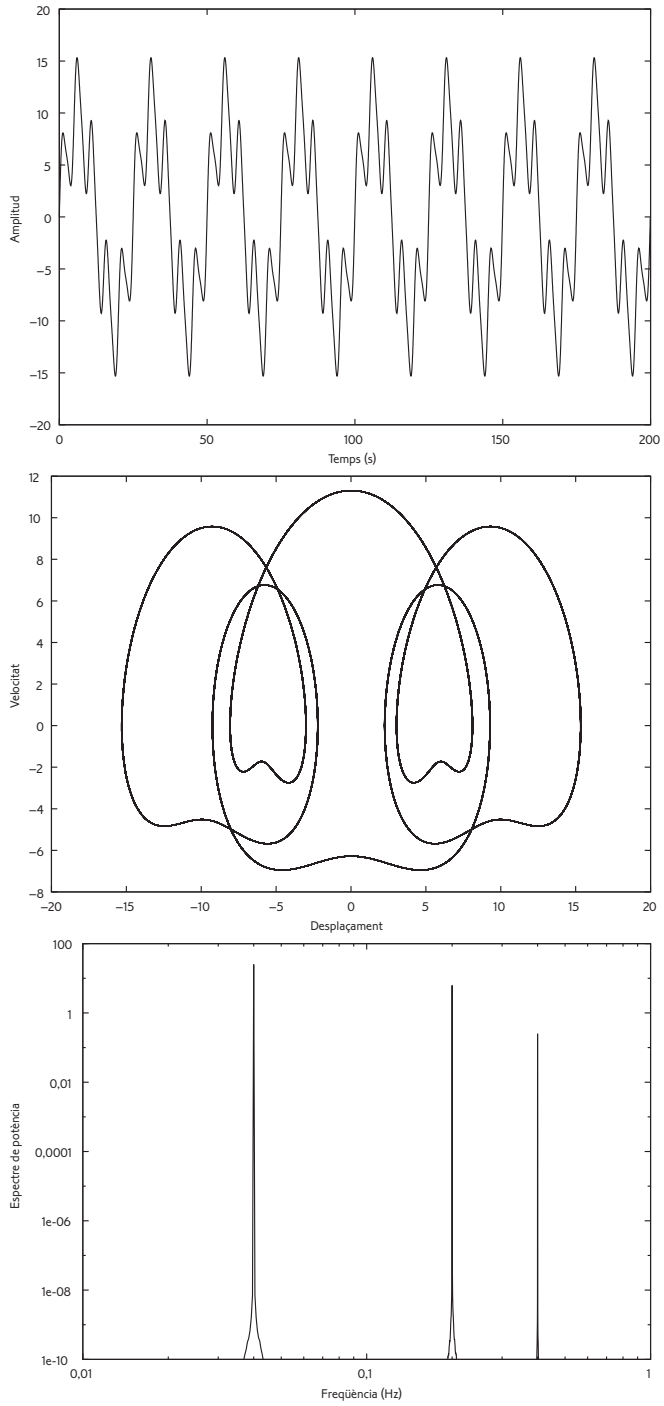 20
15
10
5
0
−5
−10
−15
−20
Amplitud
0 50 100 150 200
Temps (s)
12
10
8
6
4
2
0
−2
−4
−6
−8
Velocitat
−20 −15 −10 −5 0 5 10 15 20
Desplaçament
100
1
0,01
0,0001
1e-06
1e-08
1e-10
Espectre de potència
0,01 0,1 1
Freqüència (Hz)